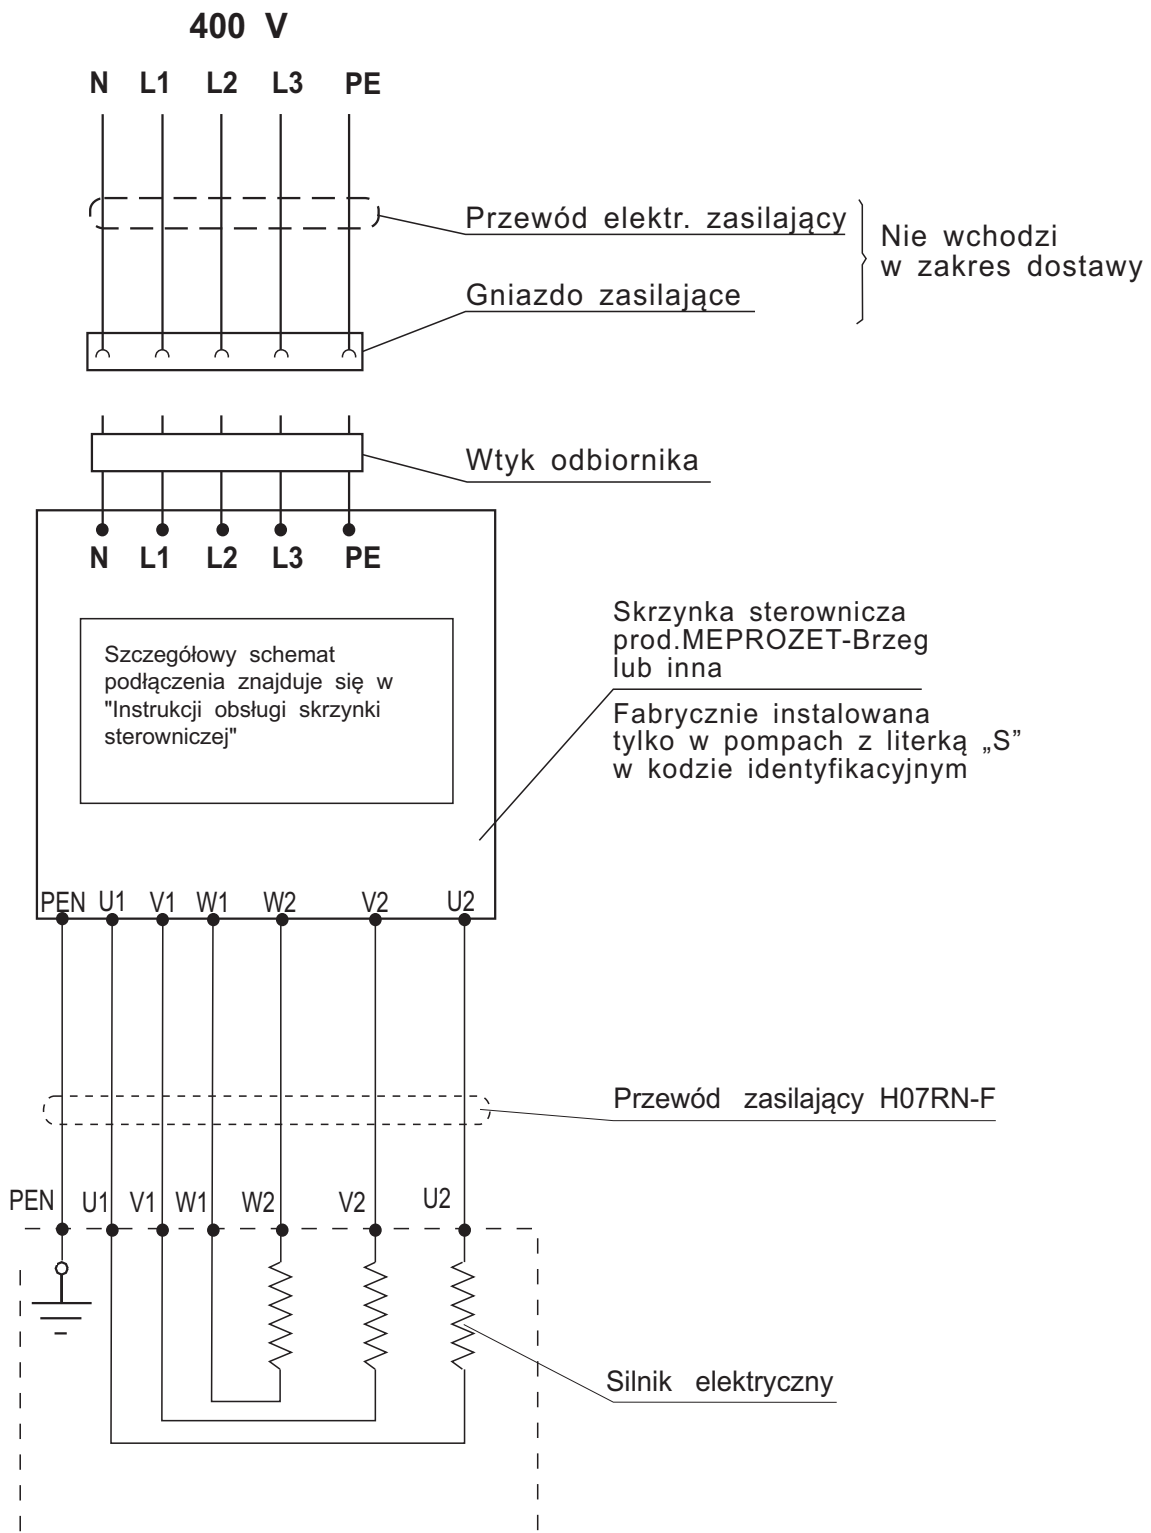 400 V
N L1 L2 L3 PE
Przewód elektr. zasilający
Nie wchodzi
w zakres dostawy
Gniazdo zasilające
Wtyk odbiornika
N L1 L2 L3 PE
Szczegółowy schemat
podłączenia znajduje się w
"Instrukcji obsługi skrzynki
sterowniczej"
Skrzynka sterownicza
prod.MEPROZET-Brzeg
lub inna
Fabrycznie instalowana
tylko w pompach z literką „S”
w kodzie identyfikacyjnym
PEN U1 V1 W1 W2 V2 U2
Przewód zasilający H07RN-F
PEN U1 V1 W1 W2 V2 U2
Silnik elektryczny